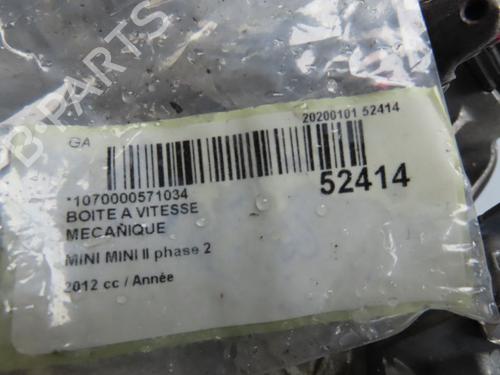 B-PARTS
GA
20200101 52414
*1070000571034
52414
BOITE A VITESSE
MECAÑIQUE
MINI MINI II phase 2
2012 cc / Année